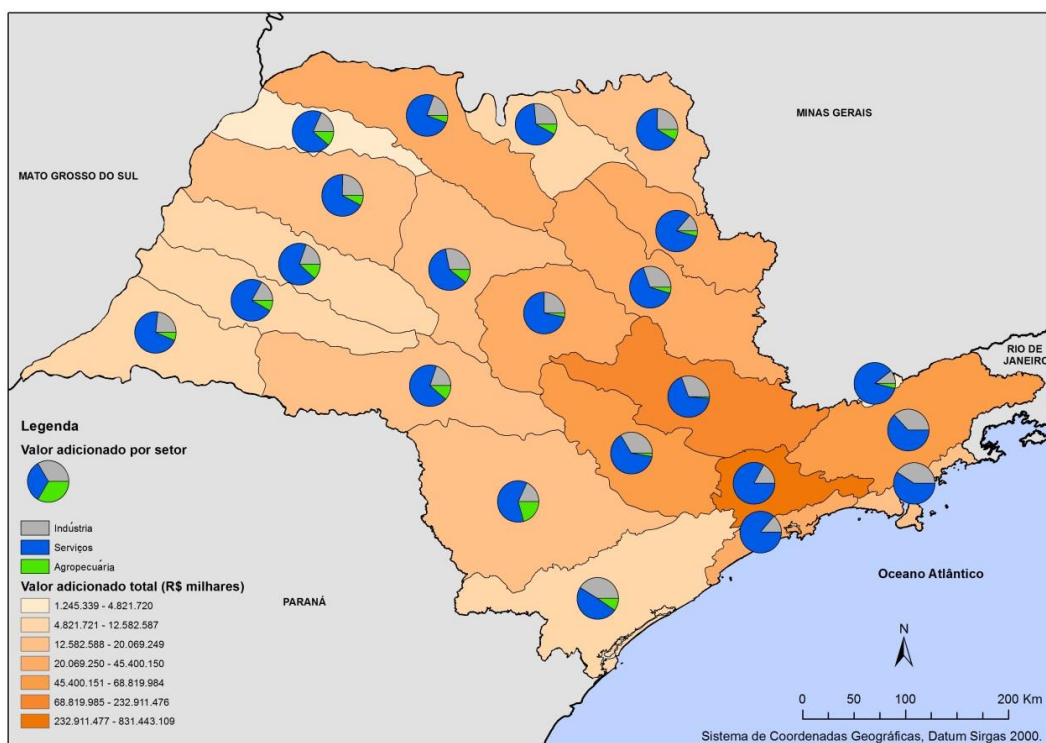 MINAS GERAIS
MATO GROSSO DO SUL
RIO DE
JANEIRO
Legenda
Valor adicionado por setor
Indústria
Serviços
Agropecuária
Valor adicionado total (R$ milhares)
1.245.339 - 4.821.720
4.821.721 - 12.582.587
12.582.588 - 20.069.249
20.069.250 - 45.400.150
45.400.151 - 68.819.984
68.819.985 - 232.911.476
232.911.477 - 831.443.109
PARANÁ
Oceano Atlântico
N
0 50 100 200 Km
Sistema de Coordenadas Geográficas, Datum Sirgas 2000.